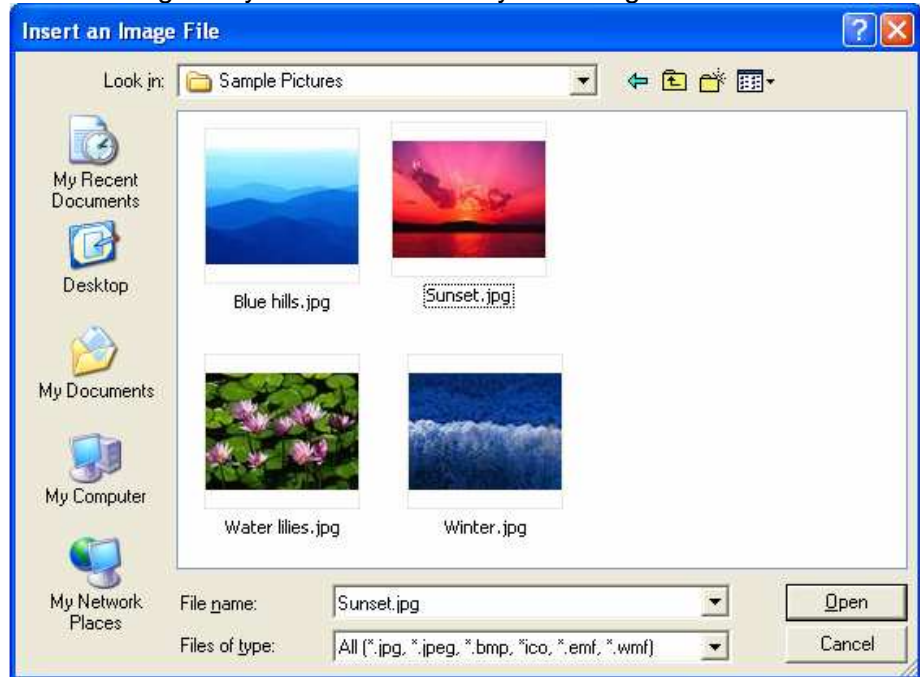 Insert an Image File
Look in: Sample Pictures
My Recent
Documents
Desktop
My Documents
My Computer
My Network
Places
Blue hills.jpg
Sunset.jpg
Water lilies.jpg
Winter.jpg
File name: Sunset.jpg
Open
Files of type: All (*.jpg, *.jpeg, *.bmp, *ico, *.emf, *.wmf)
Cancel